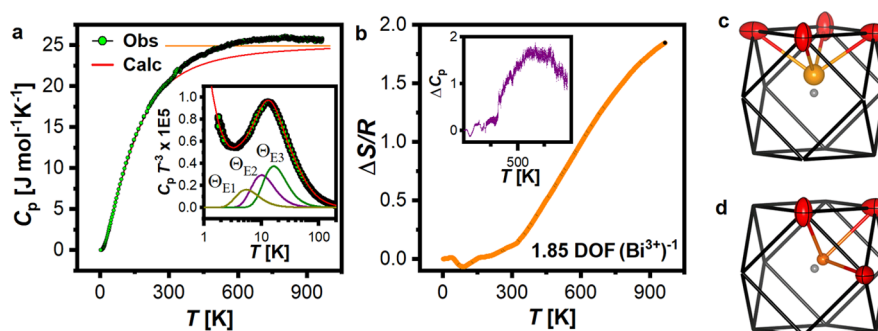 a
Obs
Calc
C_p [J mol⁻¹K⁻¹]
30
25
20
15
10
5
0
0
300
600
900
T [K]
C_p T⁻³ x 1E5
1.0
0.8
0.6
0.4
0.2
0.0
Θ_E1
Θ_E2
Θ_E3
1
10
100
T [K]
b
ΔS/R
2.0
1.5
1.0
0.5
0.0
0
300
600
900
T [K]
1.85 DOF (Bi³⁺)⁻¹
ΔC_p
2
1
0
500
T [K]
c
d